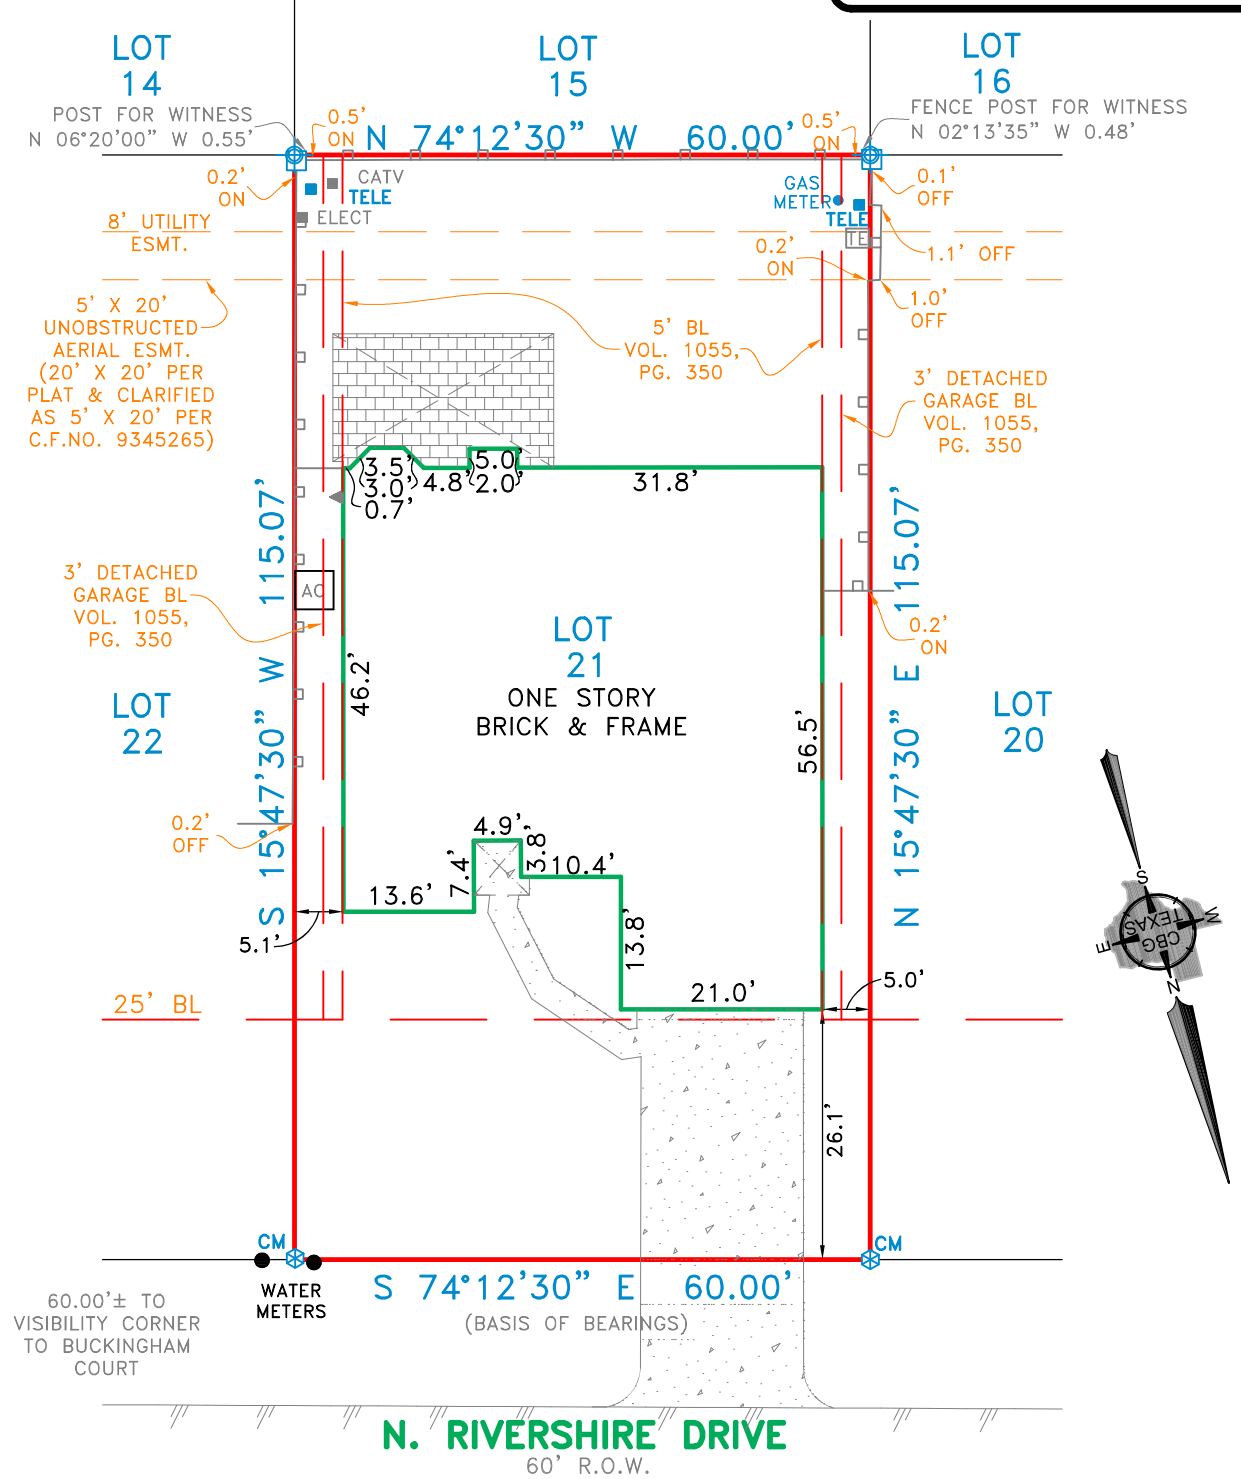 LOT
14
LOT
15
LOT
16
POST FOR WITNESS
N 06°20'00" W 0.55'
0.5'
ON
N 74°12'30" W 60.00'
0.5'
ON
FENCE POST FOR WITNESS
N 02°13'35" W 0.48'
0.2'
ON
CATV
TELE
ELECT
GAS
METER
TELE
TE
0.1'
OFF
8' UTILITY
ESMT.
0.2'
ON
1.1' OFF
1.0'
OFF
5' X 20'
UNOBSTRUCTED
AERIAL ESMT.
(20' X 20' PER
PLAT & CLARIFIED
AS 5' X 20' PER
C.F.NO. 9345265)
5' BL
VOL. 1055,
PG. 350
3' DETACHED
GARAGE BL
VOL. 1055,
PG. 350
3.5'
3.0'
0.7'
4.8'
5.0'
2.0'
31.8'
S 15°47'30" W 115.07'
N 15°47'30" E 115.07'
3' DETACHED
GARAGE BL
VOL. 1055,
PG. 350
AC
0.2'
ON
LOT
21
ONE STORY
BRICK & FRAME
46.2'
56.5'
LOT
22
LOT
20
0.2'
OFF
4.9'
3.8'
7.4'
10.4'
13.6'
13.8'
5.1'
21.0'
5.0'
25' BL
S
W
E
N
CBG
TEXAS
26.1'
CM
CM
WATER
METERS
S 74°12'30" E 60.00'
(BASIS OF BEARINGS)
60.00'± TO
VISIBILITY CORNER
TO BUCKINGHAM
COURT
N. RIVERSHIRE DRIVE
60' R.O.W.